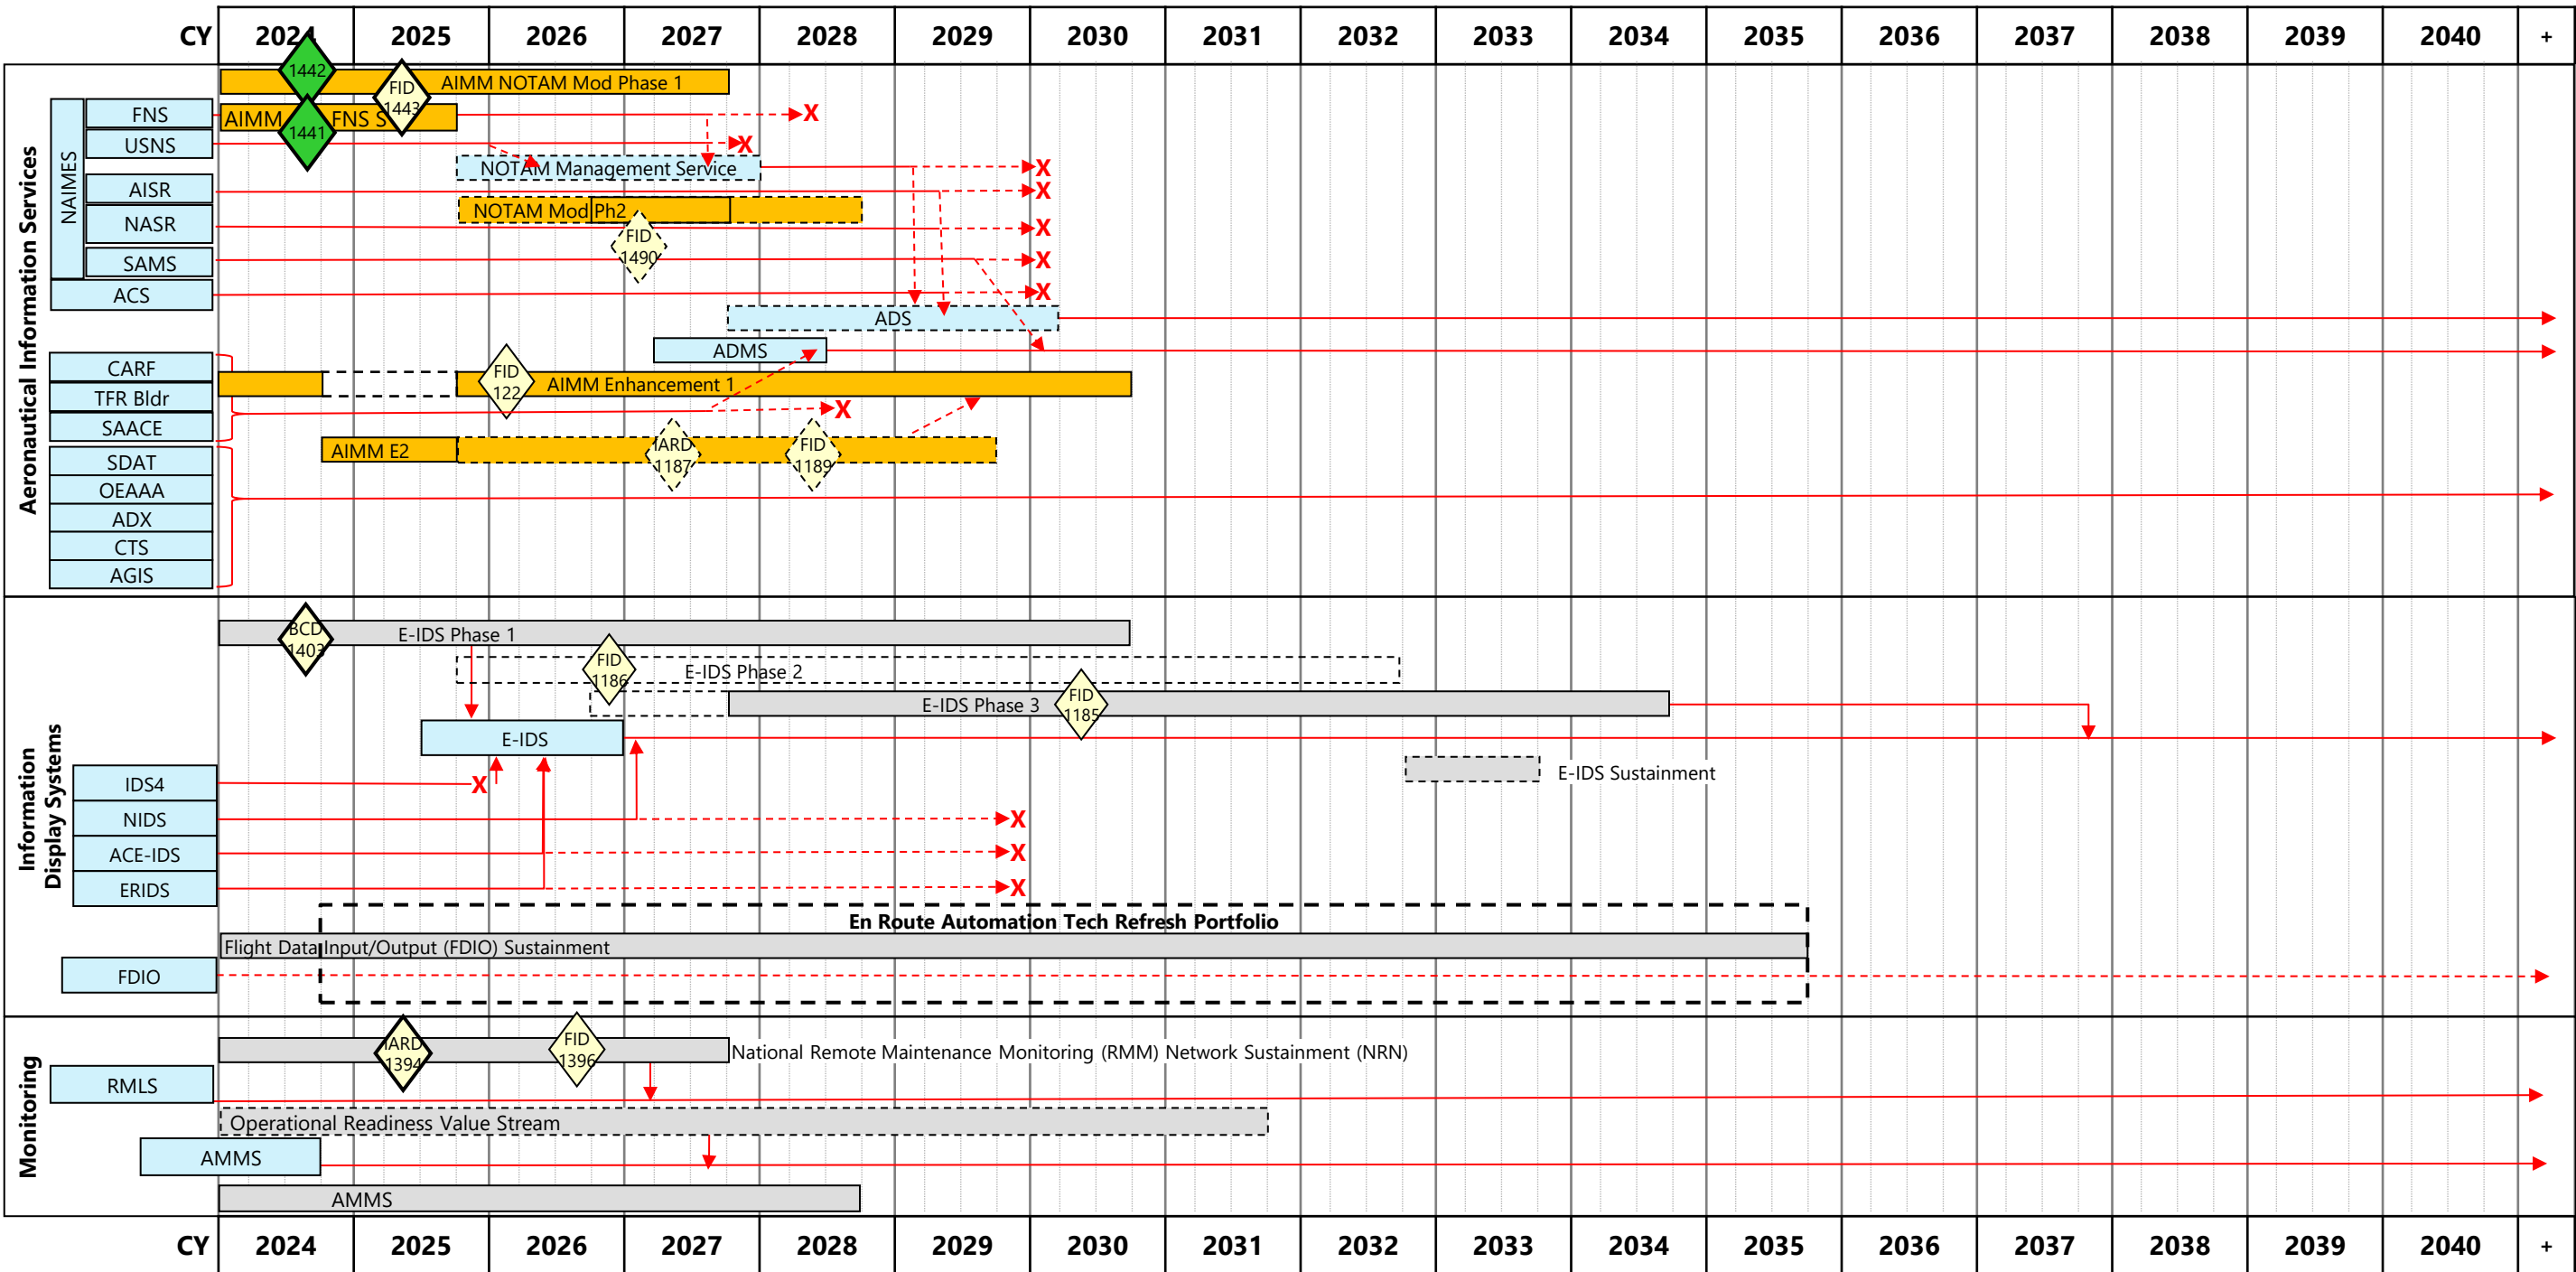 CY 2024 2025 2026 2027 2028 2029 2030 2031 2032 2033 2034 2035 2036 2037 2038 2039 2040 +
Aeronautical Information Services
NAIMES
1442
AIMM NOTAM Mod Phase 1
FID
1443
FNS
AIMM FNS S
1441
USNS
NOTAM Management Service
AISR
NOTAM Mod Ph2
NASR
FID
1490
SAMS
ACS
ADS
ADMS
CARF
FID
122
AIMM Enhancement 1
TFR Bldr
SAACE
AIMM E2
IARD
1187
FID
1189
SDAT
OEAAA
ADX
CTS
AGIS
X
X
X
X
X
X
X
X
Information
Display Systems
BCD
1403
E-IDS Phase 1
FID
1186
E-IDS Phase 2
E-IDS Phase 3
FID
1185
E-IDS
E-IDS Sustainment
IDS4
X
NIDS
X
ACE-IDS
X
ERIDS
X
En Route Automation Tech Refresh Portfolio
Flight Data Input/Output (FDIO) Sustainment
FDIO
Monitoring
IARD
1394
FID
1396
National Remote Maintenance Monitoring (RMM) Network Sustainment (NRN)
RMLS
Operational Readiness Value Stream
AMMS
AMMS
CY 2024 2025 2026 2027 2028 2029 2030 2031 2032 2033 2034 2035 2036 2037 2038 2039 2040 +